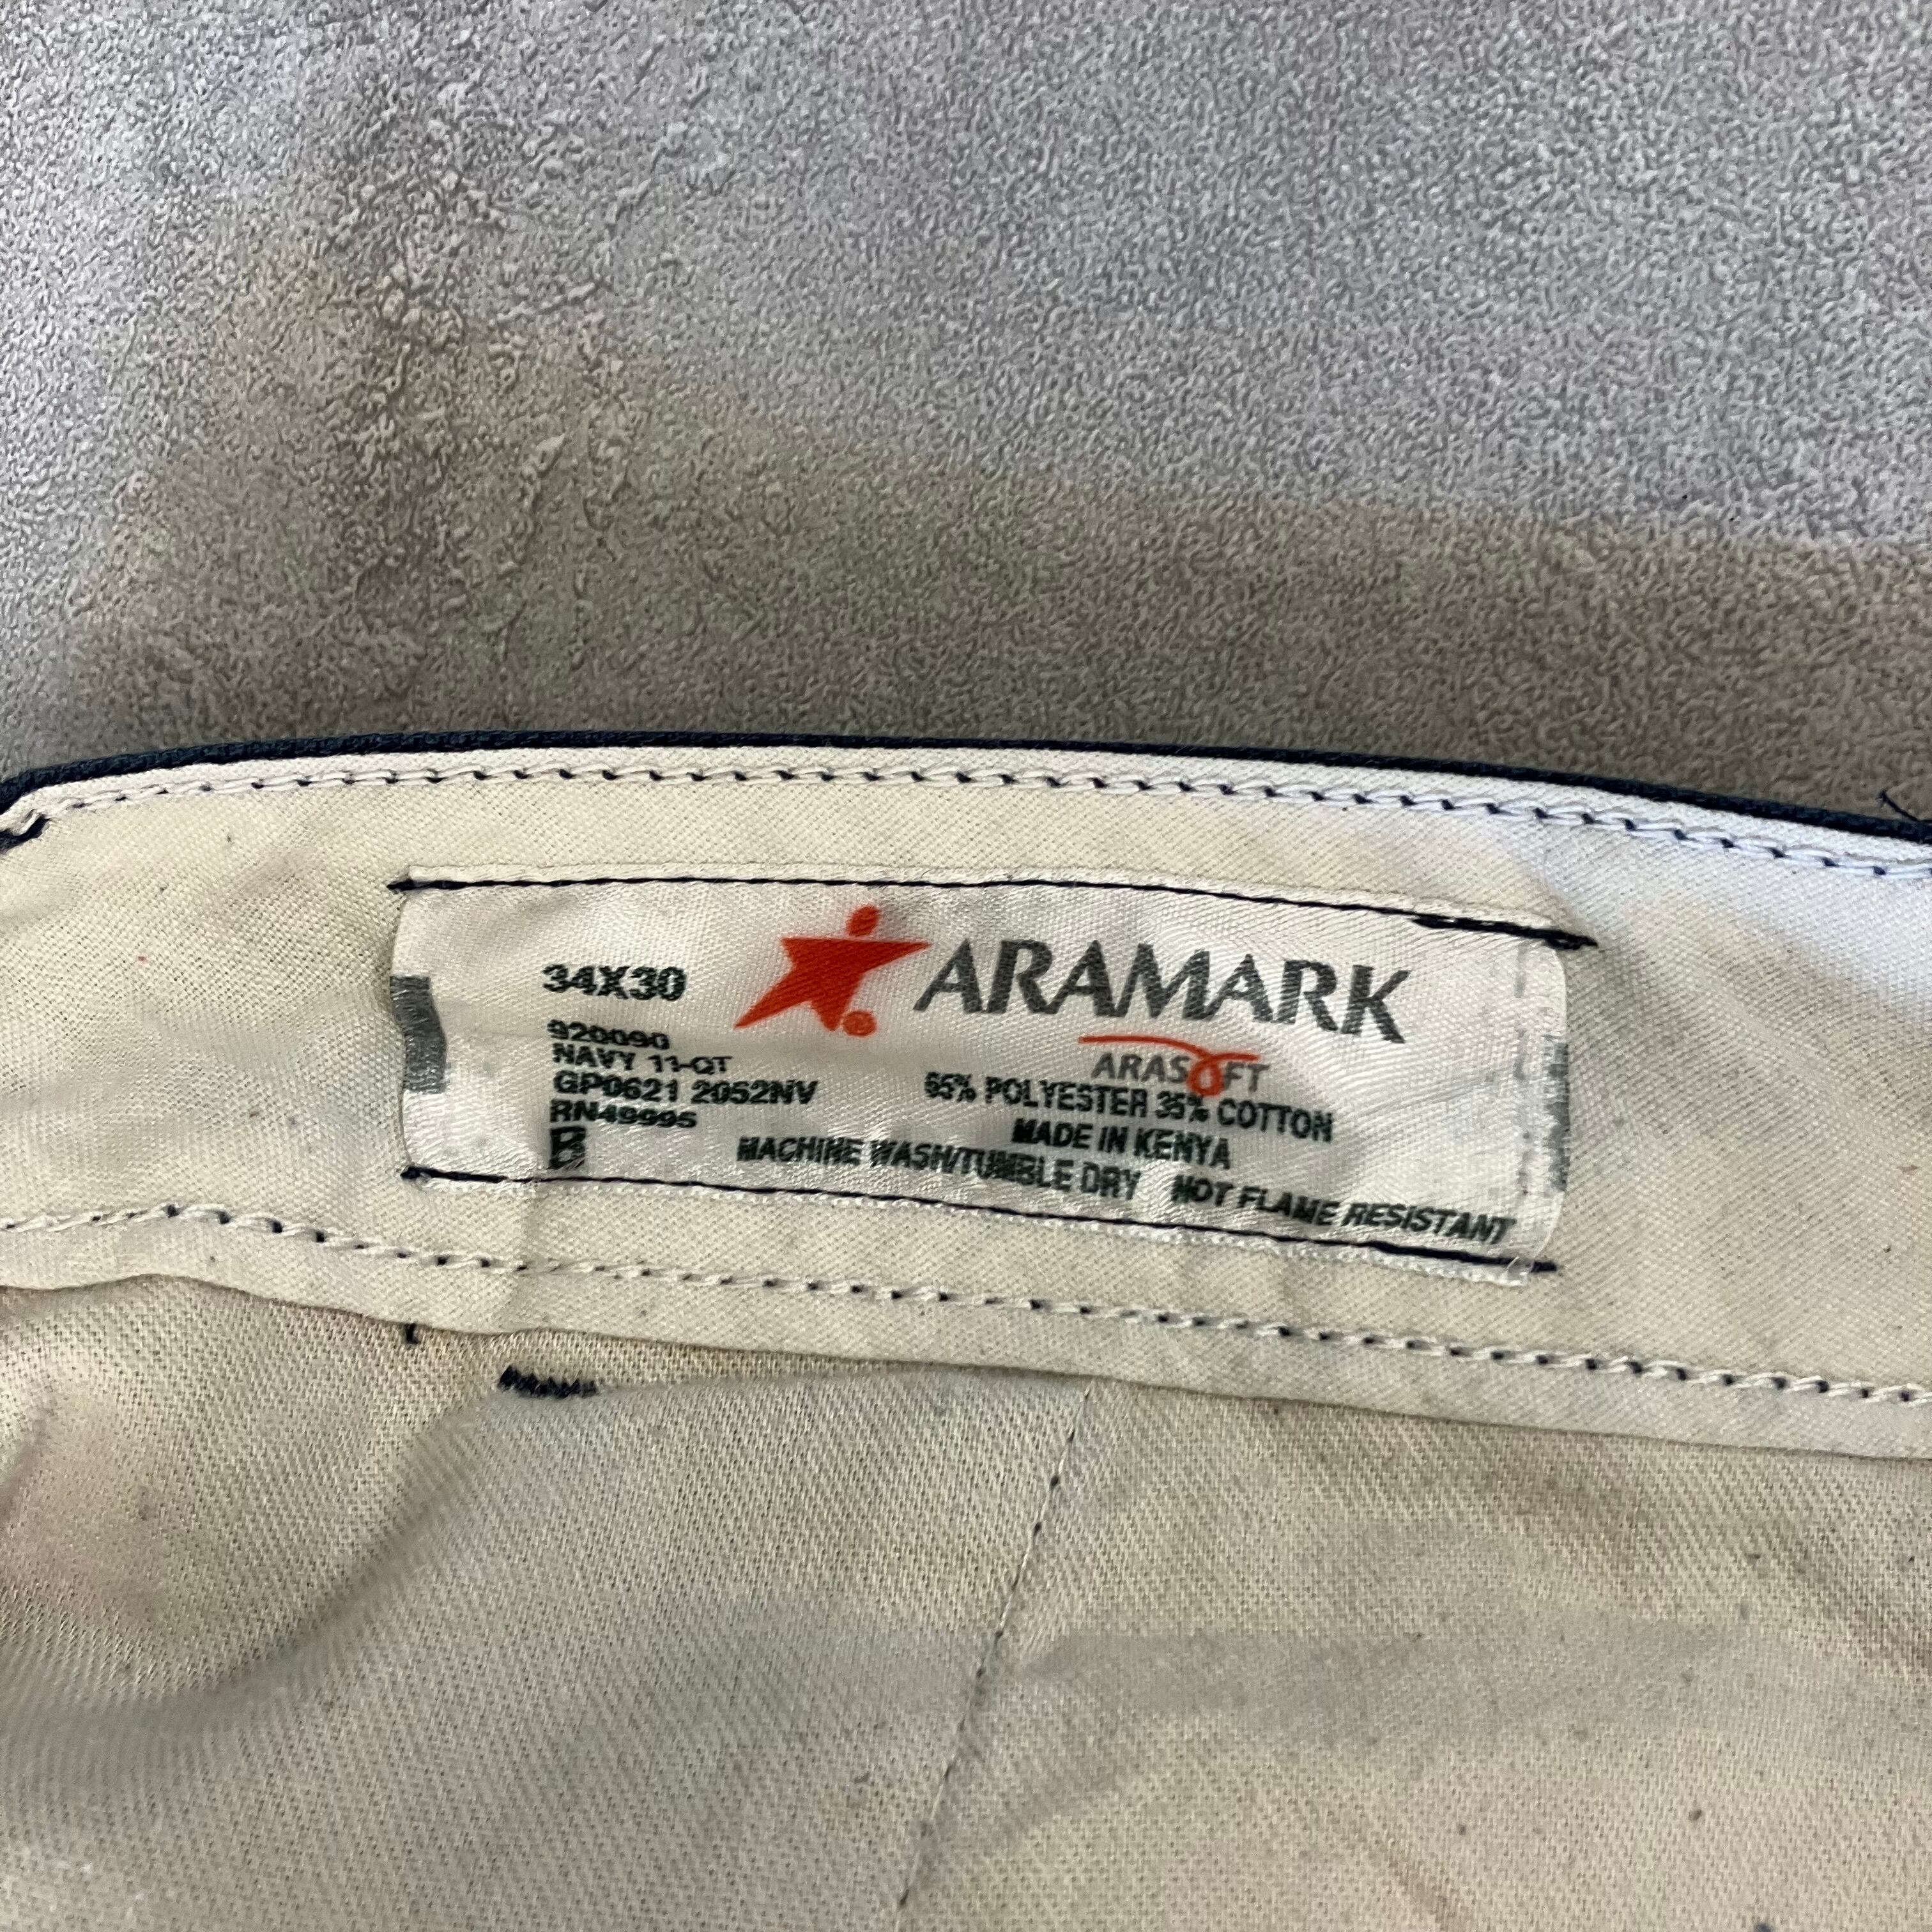 34X30
ARAMARK
ARASOFT
920090
NAVY 11-QT
GP0621 2052NV
RN49995
B
65% POLYESTER 35% COTTON
MADE IN KENYA
MACHINE WASH/TUMBLE DRY NOT FLAME RESISTANT